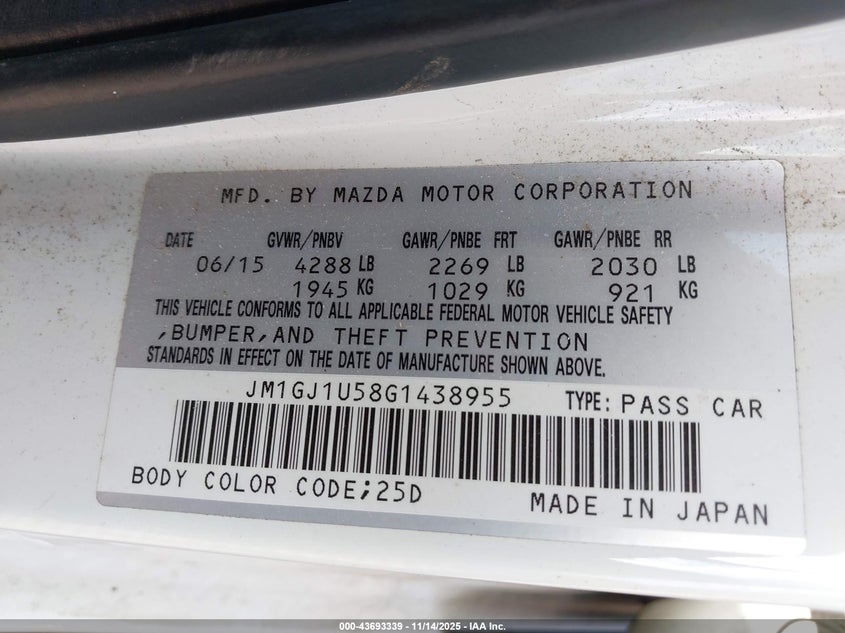 MFD. BY MAZDA MOTOR CORPORATION
DATE GVWR/PNBV GAWR/PNBE FRT GAWR/PNBE RR
06/15 4288 LB 2269 LB 2030 LB
1945 KG 1029 KG 921 KG
THIS VEHICLE CONFORMS TO ALL APPLICABLE FEDERAL MOTOR VEHICLE SAFETY
,BUMPER,AND THEFT PREVENTION
STANDARDS IN EFFECT ON THE DATE OF MANUFACTURE SHOWN ABOVE.
JM1GJ1U58G1438955 TYPE: PASS CAR
BODY COLOR CODE;25D MADE IN JAPAN
000-43693339 - 11/14/2025 - IAA Inc.